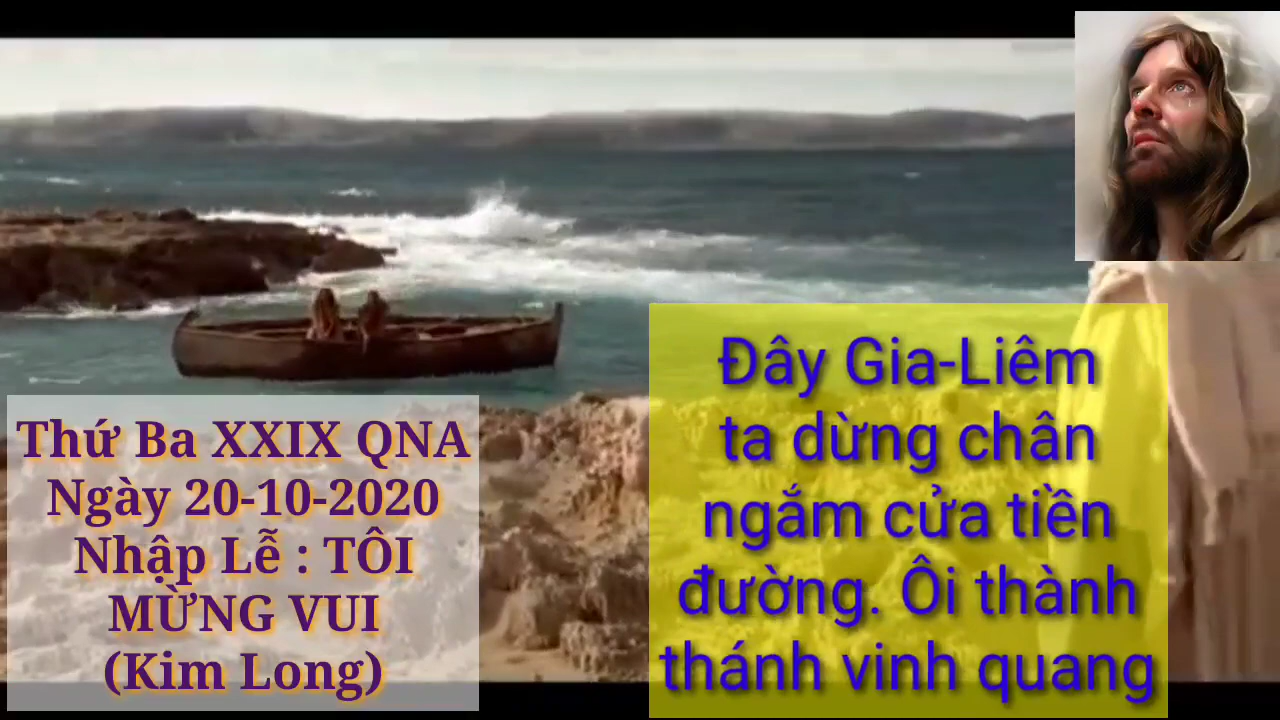 Thứ Ba XXIX QNA
Ngày 20-10-2020
Nhập Lễ : TÔI
MỪNG VUI
(Kim Long)
Đây Gia-Liêm
ta dừng chân
ngắm cửa tiền
đường. Ôi thành
thánh vinh quang